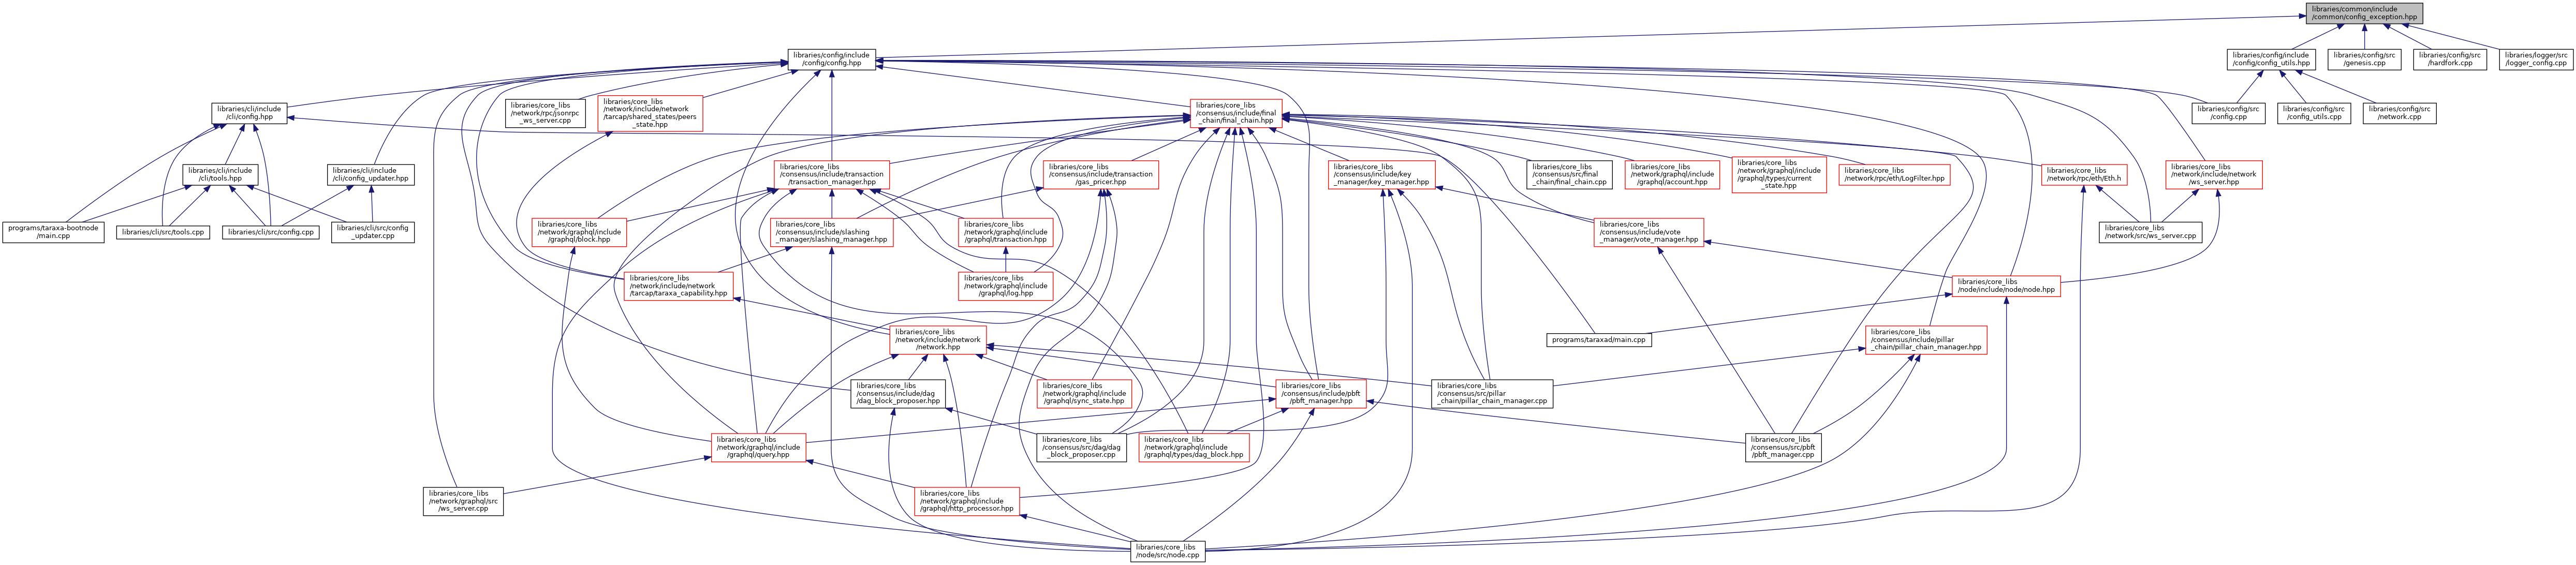 libraries/common/include
/common/config_exception.hpp
libraries/config/include
/config/config.hpp
libraries/config/include
/config/config_utils.hpp
libraries/config/src
/genesis.cpp
libraries/config/src
/hardfork.cpp
libraries/logger/src
/logger_config.cpp
libraries/cli/include
/cli/config.hpp
libraries/core_libs
/network/rpc/jsonrpc
_ws_server.cpp
libraries/core_libs
/network/include/network
/tarcap/shared_states/peers
_state.hpp
libraries/core_libs
/consensus/include/final
_chain/final_chain.hpp
libraries/config/src
/config.cpp
libraries/config/src
/config_utils.cpp
libraries/config/src
/network.cpp
libraries/cli/include
/cli/tools.hpp
libraries/cli/include
/cli/config_updater.hpp
libraries/core_libs
/consensus/include/transaction
/transaction_manager.hpp
libraries/core_libs
/consensus/include/transaction
/gas_pricer.hpp
libraries/core_libs
/consensus/include/key
_manager/key_manager.hpp
libraries/core_libs
/consensus/src/final
_chain/final_chain.cpp
libraries/core_libs
/network/graphql/include
/graphql/account.hpp
libraries/core_libs
/network/graphql/include
/graphql/types/current
_state.hpp
libraries/core_libs
/network/rpc/eth/LogFilter.hpp
libraries/core_libs
/network/rpc/eth/Eth.h
libraries/core_libs
/network/include/network
/ws_server.hpp
programs/taraxa-bootnode
/main.cpp
libraries/cli/src/tools.cpp
libraries/cli/src/config.cpp
libraries/cli/src/config
_updater.cpp
libraries/core_libs
/network/graphql/include
/graphql/block.hpp
libraries/core_libs
/consensus/include/slashing
_manager/slashing_manager.hpp
libraries/core_libs
/network/graphql/include
/graphql/transaction.hpp
libraries/core_libs
/consensus/include/vote
_manager/vote_manager.hpp
libraries/core_libs
/network/src/ws_server.cpp
libraries/core_libs
/network/include/network
/tarcap/taraxa_capability.hpp
libraries/core_libs
/network/graphql/include
/graphql/log.hpp
libraries/core_libs
/node/include/node/node.hpp
libraries/core_libs
/network/include/network
/network.hpp
programs/taraxad/main.cpp
libraries/core_libs
/consensus/include/pillar
_chain/pillar_chain_manager.hpp
libraries/core_libs
/consensus/include/dag
/dag_block_proposer.hpp
libraries/core_libs
/network/graphql/include
/graphql/sync_state.hpp
libraries/core_libs
/consensus/include/pbft
/pbft_manager.hpp
libraries/core_libs
/consensus/src/pillar
_chain/pillar_chain_manager.cpp
libraries/core_libs
/network/graphql/include
/graphql/query.hpp
libraries/core_libs
/consensus/src/dag/dag
_block_proposer.cpp
libraries/core_libs
/network/graphql/include
/graphql/types/dag_block.hpp
libraries/core_libs
/consensus/src/pbft
/pbft_manager.cpp
libraries/core_libs
/network/graphql/src
/ws_server.cpp
libraries/core_libs
/network/graphql/include
/graphql/http_processor.hpp
libraries/core_libs
/node/src/node.cpp